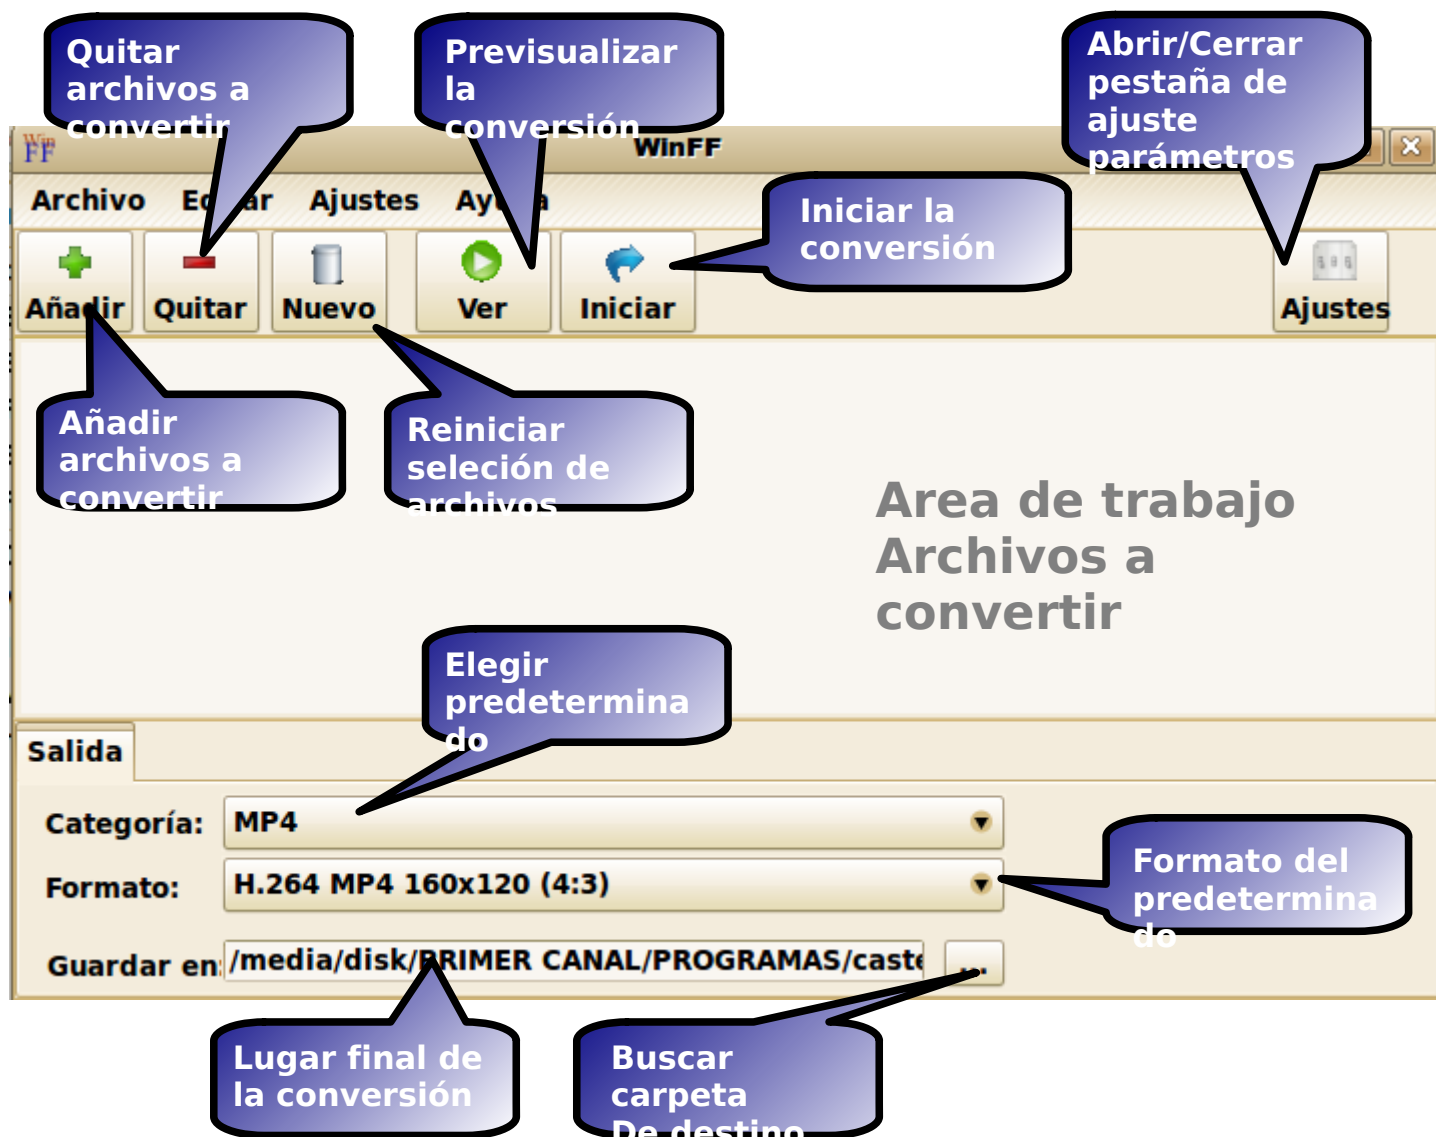 Quitar
archivos a
convertir
Previsualizar
la
conversión
Abrir/Cerrar
pestaña de
ajuste
parámetros
Win
FF
WinFF
Archivo Ajustes
Iniciar la
conversión
Añadir Quitar Nuevo Ver Iniciar Ajustes
Añadir
archivos a
convertir
Reiniciar
seleción de
archivos
Area de trabajo
Archivos a
convertir
Elegir
predetermina
do
Salida
Categoría: MP4
Formato: H.264 MP4 160x120 (4:3)
Formato del
predetermina
do
Guardar en: /media/disk/PRIMER CANAL/PROGRAMAS/caste ...
Lugar final de
la conversión
Buscar
carpeta
De destino